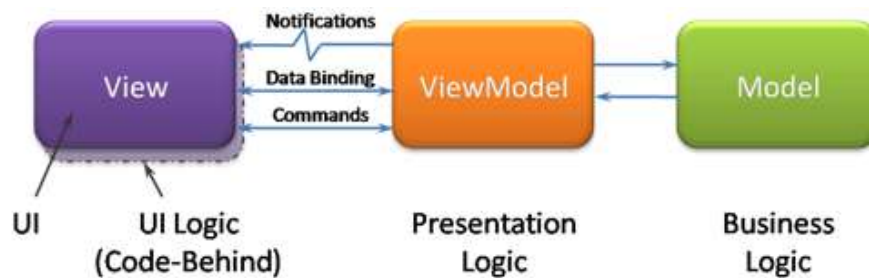 Notifications
View
Data Binding
ViewModel
Model
Commands
UI
UI Logic
(Code-Behind)
Presentation
Logic
Business
Logic